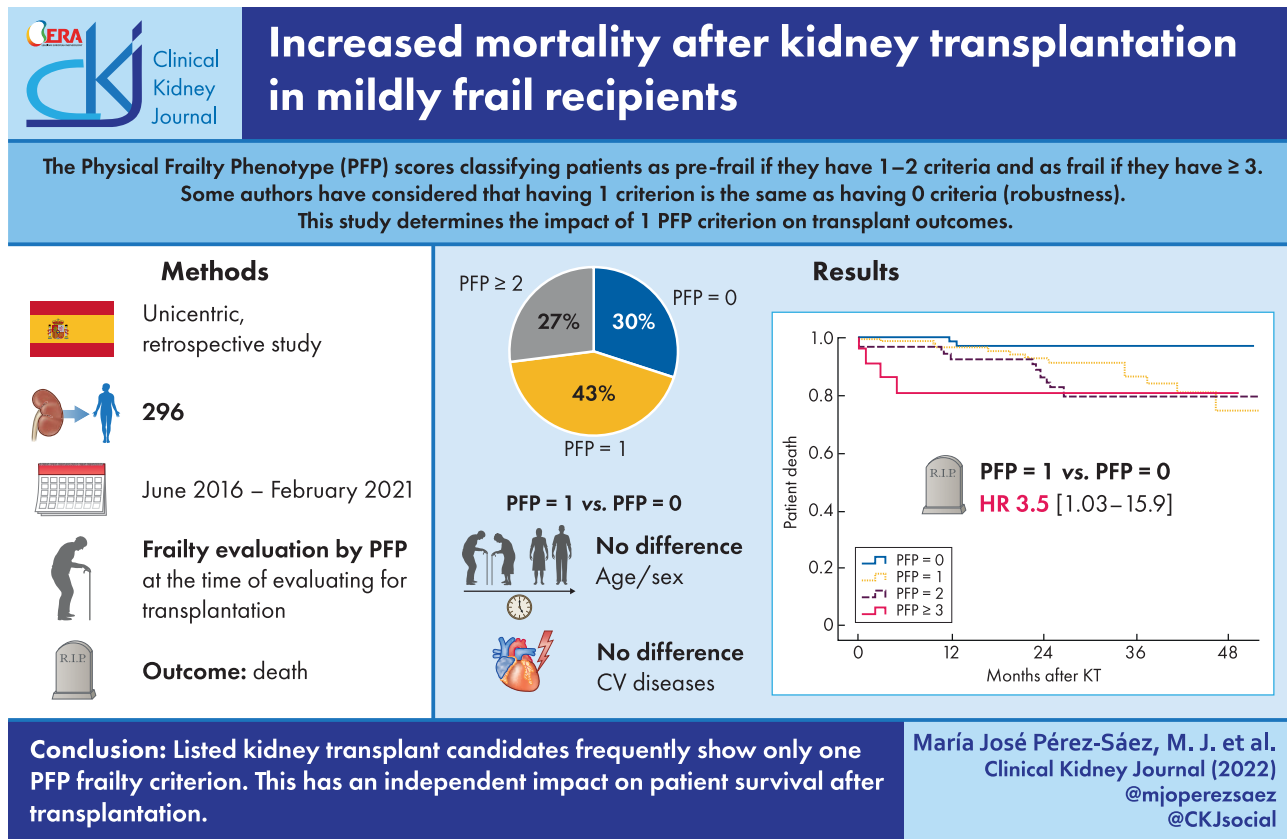 ERA
CKJ
Clinical
Kidney
Journal
Increased mortality after kidney transplantation
in mildly frail recipients
The Physical Frailty Phenotype (PFP) scores classifying patients as pre-frail if they have 1–2 criteria and as frail if they have ≥ 3.
Some authors have considered that having 1 criterion is the same as having 0 criteria (robustness).
This study determines the impact of 1 PFP criterion on transplant outcomes.
Methods
Unicentric,
retrospective study
296
June 2016 – February 2021
Frailty evaluation by PFP
at the time of evaluating for
transplantation
R.I.P.
Outcome: death
Results
PFP ≥ 2
PFP = 0
27%
30%
43%
PFP = 1
PFP = 1 vs. PFP = 0
No difference
Age/sex
No difference
CV diseases
Patient death
1.0
0.8
0.6
0.4
0.2
0
R.I.P.
PFP = 1 vs. PFP = 0
HR 3.5 [1.03–15.9]
PFP = 0
PFP = 1
PFP = 2
PFP ≥ 3
0 12 24 36 48
Months after KT
Conclusion: Listed kidney transplant candidates frequently show only one
PFP frailty criterion. This has an independent impact on patient survival after
transplantation.
María José Pérez-Sáez, M. J. et al.
Clinical Kidney Journal (2022)
@mjoperezsaez
@CKJsocial